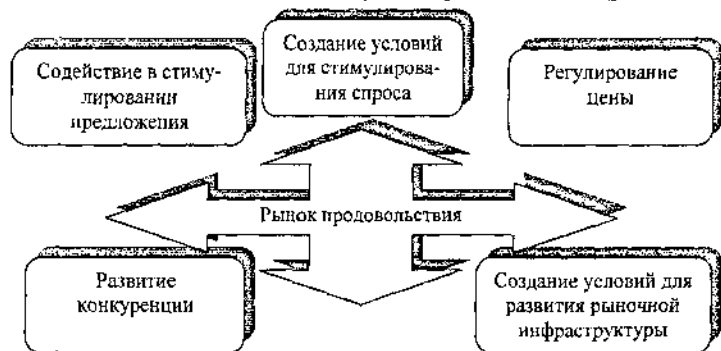 Содействие в стиму-
лировании
предложения
Создание условий
для стимулирова-
ния спроса
Регулирование
цены
Рынок продовольствия
Развитие
конкуренции
Создание условий для
развития рыночной
инфраструктуры